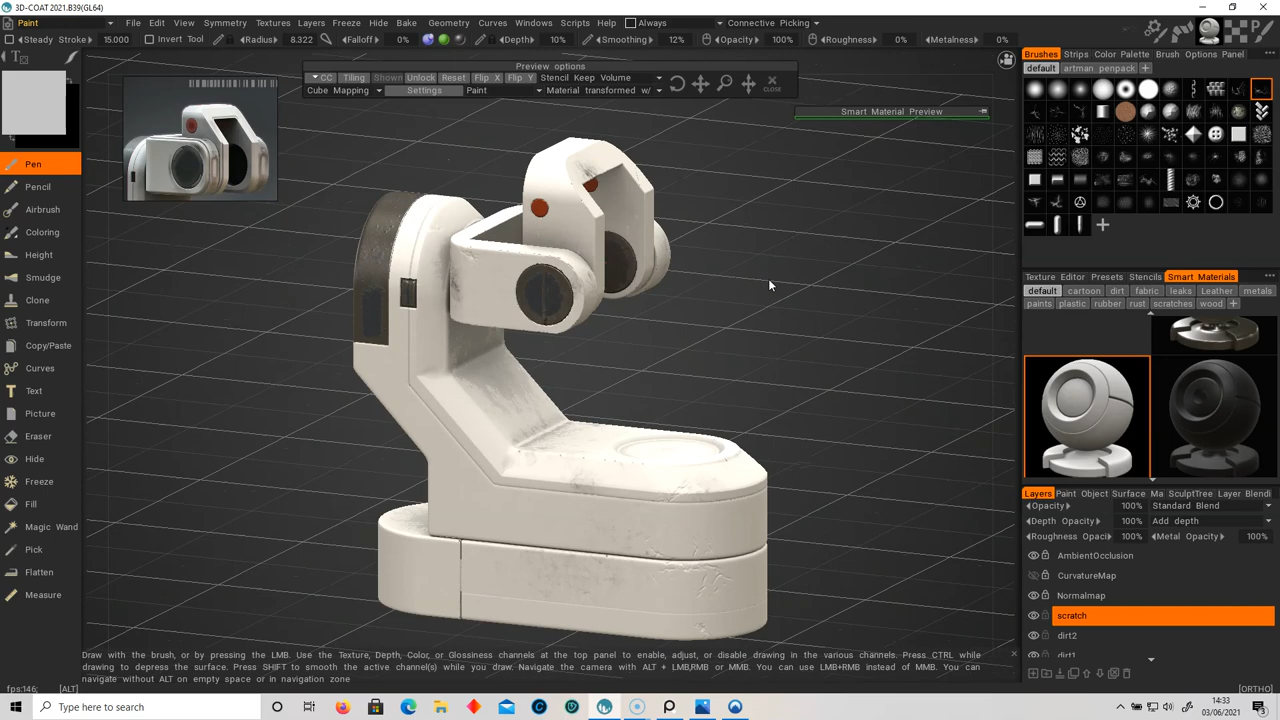 3D-COAT 2021.B39(GL64)
Paint File Edit View Symmetry Textures Layers Freeze Hide Bake Geometry Curves Windows Scripts Help Always Connective Picking
Steady Stroke 15.000 Invert Tool Radius 8.322 Falloff 0% Depth 10% Smoothing 12% Opacity 100% Roughness 0% Metalness 0%
Preview options
CC Tiling Shown Unlock Reset Flip X Flip Y Stencil Keep Volume
Cube Mapping Settings Paint Material transformed w/ CLOSE
Smart Material Preview
Pen
Pencil
Airbrush
Coloring
Height
Smudge
Clone
Transform
Copy/Paste
Curves
Text
Picture
Eraser
Hide
Freeze
Fill
Magic Wand
Pick
Flatten
Measure
Brushes Strips Color Palette Brush Options Panel
default artman penpack
Texture Editor Presets Stencils Smart Materials
default cartoon dirt fabric leaks Leather metals
paints plastic rubber rust scratches wood
Layers Paint Object Surface Ma SculptTree Layer Blendi
Opacity 100% Standard Blend
Depth Opacity 100% Add depth
Roughness Opaci 100% Metal Opacity 100%
AmbientOcclusion
CurvatureMap
Normalmap
scratch
dirt2
dirt1
Draw with the brush, or by pressing the LMB. Use the Texture, Depth, Color, or Glossiness channels at the top panel to enable, adjust, or disable drawing in the various channels. Press CTRL while
drawing to depress the surface. Press SHIFT to smooth the active channel(s) while you draw. Navigate the camera with ALT + LMB,RMB or MMB. You can use LMB+RMB instead of MMB. You can
navigate without ALT on empty space or in navigation zone
fps:146; [ALT] [ORTHO]
Type here to search
14:33
03/06/2021